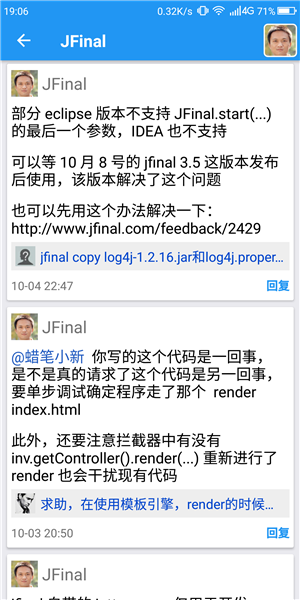 19:06
0.32K/s 4G 71%
JFinal
JFinal
部分 eclipse 版本不支持 JFinal.start(...)
的最后一个参数，IDEA 也不支持
可以等 10 月 8 号的 jfinal 3.5 这版本发布
后使用，该版本解决了这个问题
也可以先用这个办法解决一下：
http://www.jfinal.com/feedback/2429
jfinal copy log4j-1.2.16.jar和log4j.proper...
10-04 22:47
回复
JFinal
@蜡笔小新 你写的这个代码是一回事，
是不是真的请求了这个代码是另一回事，
要单步调试确定程序走了那个 render
index.html
此外，还要注意拦截器中有没有
inv.getController().render(...) 重新进行了
render 也会干扰现有代码
求助，在使用模板引擎，render的时候...
10-03 20:50
回复
JFinal